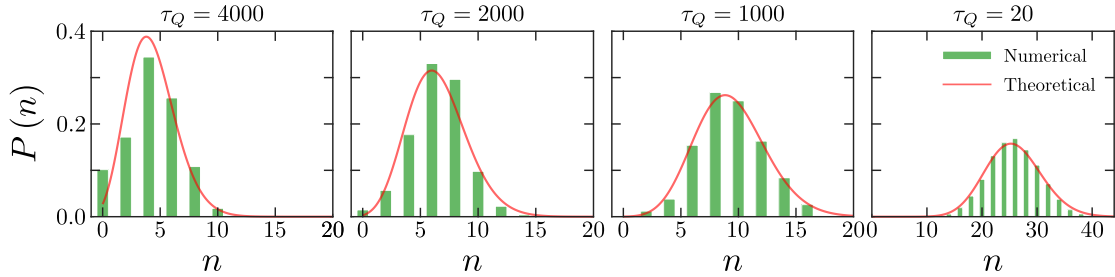 τ_Q = 4000 τ_Q = 2000 τ_Q = 1000 τ_Q = 20
0.4
0.2
0.0
P (n)
Numerical
Theoretical
0 5 10 15 20 0 5 10 15 20 0 5 10 15 20 10 20 30 40
n n n n